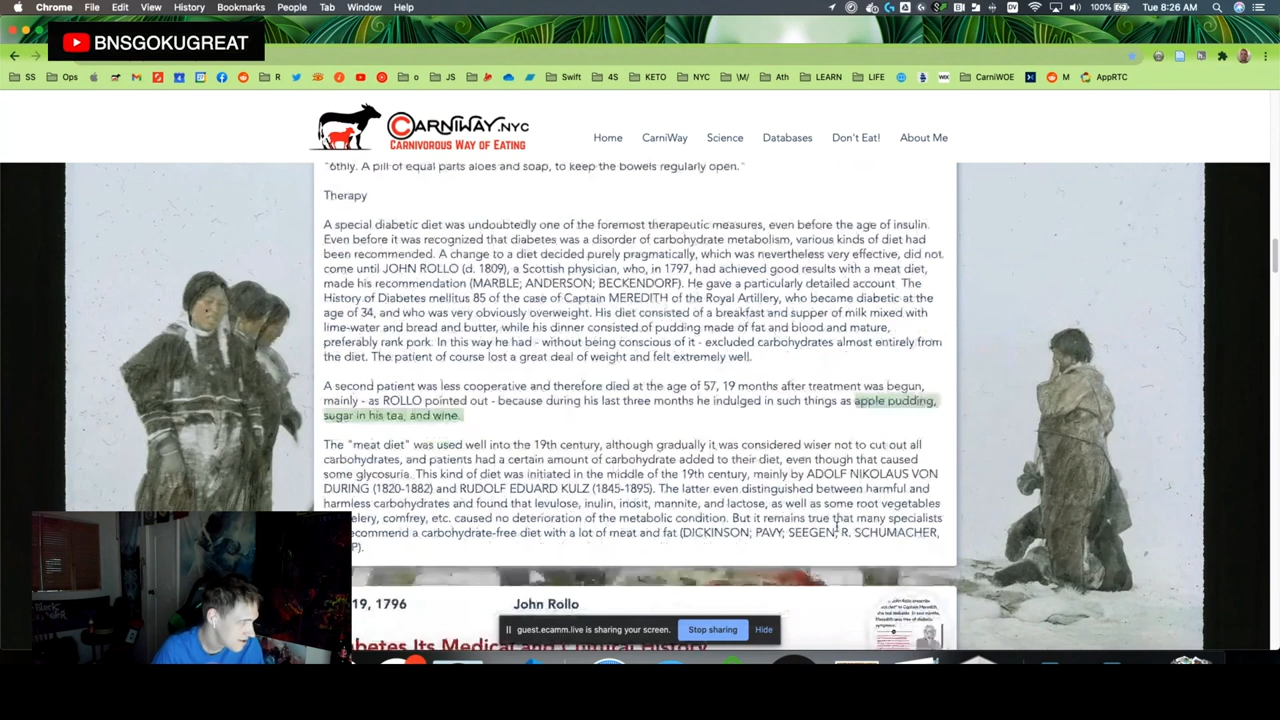 Chrome File Edit View History Bookmarks People Tab Window Help 100% Tue 8:26 AM
BNSGOKUGREAT
SS Ops R o JS Swift 4S KETO NYC \M/ Ath LEARN LIFE CarniWOE M AppRTC
CARNIWAY.NYC
CARNIVOROUS WAY OF EATING
Home CarniWay Science Databases Don't Eat! About Me
"6thly. A pill of equal parts aloes and soap, to keep the bowels regularly open."
Therapy
A special diabetic diet was undoubtedly one of the foremost therapeutic measures, even before the age of insulin.
Even before it was recognized that diabetes was a disorder of carbohydrate metabolism, various kinds of diet had
been recommended. A change to a diet decided purely pragmatically, which was nevertheless very effective, did not
come until JOHN ROLLO (d. 1809), a Scottish physician, who, in 1797, had achieved good results with a meat diet,
made his recommendation (MARBLE; ANDERSON; BECKENDORF). He gave a particularly detailed account The
History of Diabetes mellitus 85 of the case of Captain MEREDITH of the Royal Artillery, who became diabetic at the
age of 34, and who was very obviously overweight. His diet consisted of a breakfast and supper of milk mixed with
lime-water and bread and butter, while his dinner consisted of pudding made of fat and blood and mature,
preferably rank pork. In this way he had - without being conscious of it - excluded carbohydrates almost entirely from
the diet. The patient of course lost a great deal of weight and felt extremely well.
A second patient was less cooperative and therefore died at the age of 57, 19 months after treatment was begun,
mainly - as ROLLO pointed out - because during his last three months he indulged in such things as apple pudding,
sugar in his tea, and wine.
The "meat diet" was used well into the 19th century, although gradually it was considered wiser not to cut out all
carbohydrates, and patients had a certain amount of carbohydrate added to their diet, even though that caused
some glycosuria. This kind of diet was initiated in the middle of the 19th century, mainly by ADOLF NIKOLAUS VON
DURING (1820-1882) and RUDOLF EDUARD KULZ (1845-1895). The latter even distinguished between harmful and
harmless carbohydrates and found that levulose, inulin, inosit, mannite, and lactose, as well as some root vegetables
elery, comfrey, etc. caused no deterioration of the metabolic condition. But it remains true that many specialists
ecommend a carbohydrate-free diet with a lot of meat and fat (DICKINSON; PAVY; SEEGEN; R. SCHUMACHER,
P).
19, 1796 John Rollo
guest.ecamm.live is sharing your screen. Stop sharing Hide
betes Its Medical and Cultural History